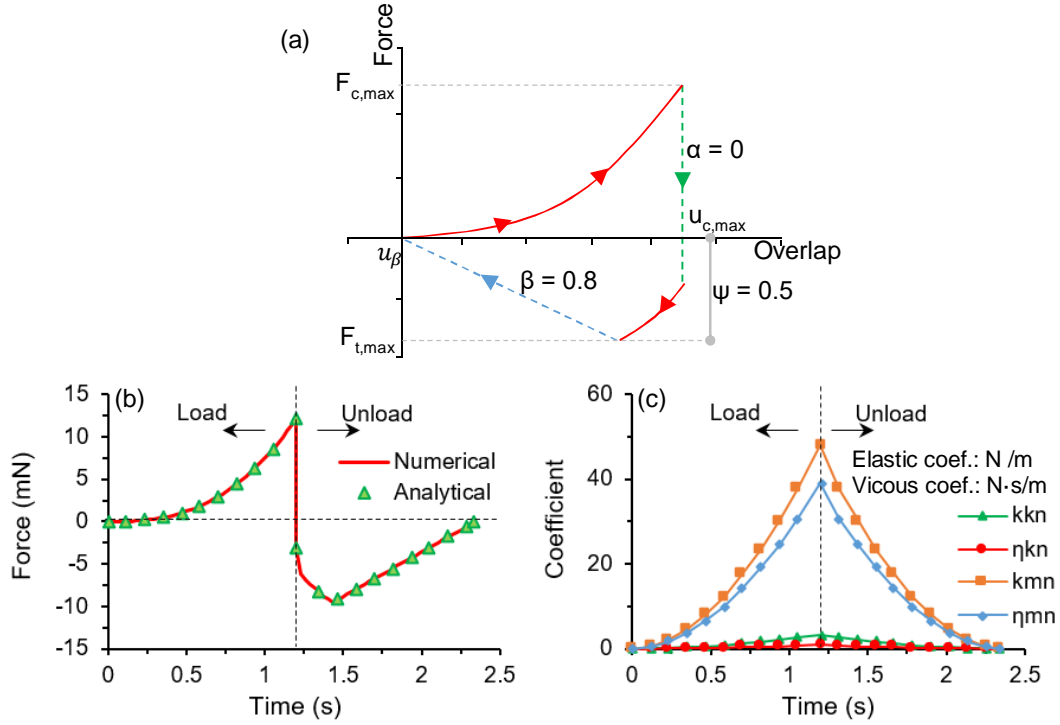 (a)
Force
F_c,max
α = 0
u_c,max
u_β
Overlap
β = 0.8
ψ = 0.5
F_t,max
(b)
15
10
5
0
-5
-10
-15
Force (mN)
Load
Unload
Numerical
Analytical
0
0.5
1
1.5
2
2.5
Time (s)
(c)
60
40
20
0
Coefficient
Load
Unload
Elastic coef.: N /m
Vicous coef.: N·s/m
kkn
ηkn
kmn
ηmn
0
0.5
1
1.5
2
2.5
Time (s)